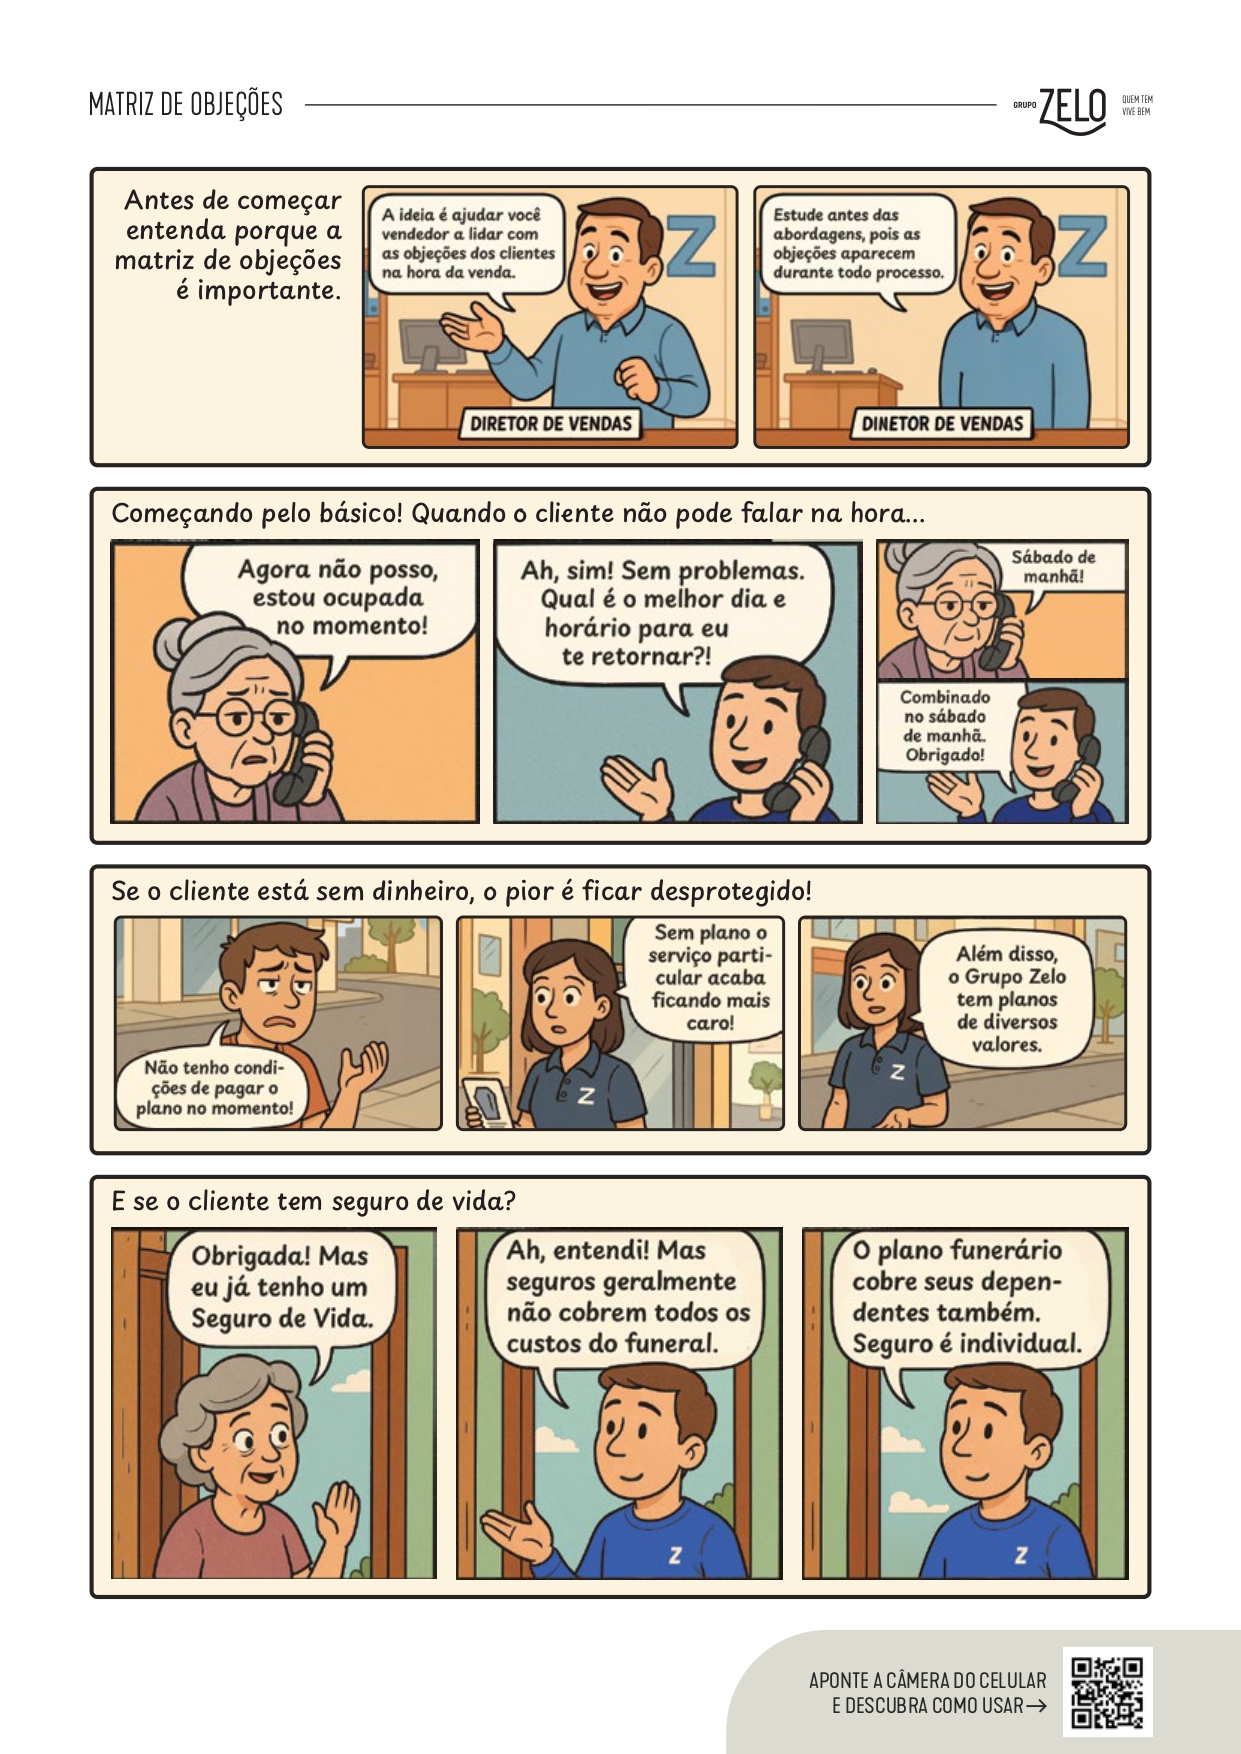 MATRIZ DE OBJEÇÕES
GRUPO ZELO
QUEM TEM
VIVE BEM
Antes de começar
entenda porque a
matriz de objeções
é importante.
A ideia é ajudar você
vendedor a lidar com
as objeções dos clientes
na hora da venda.
Z
DIRETOR DE VENDAS
Estude antes das
abordagens, pois as
objeções aparecem
durante todo processo.
Z
DINETOR DE VENDAS
Começando pelo básico! Quando o cliente não pode falar na hora...
Agora não posso,
estou ocupada
no momento!
Ah, sim! Sem problemas.
Qual é o melhor dia e
horário para eu
te retornar?!
Sábado de
manhã!
Combinado
no sábado
de manhã.
Obrigado!
Se o cliente está sem dinheiro, o pior é ficar desprotegido!
Não tenho condi-
ções de pagar o
plano no momento!
Sem plano o
serviço parti-
cular acaba
ficando mais
caro!
Z
Além disso,
o Grupo Zelo
tem planos
de diversos
valores.
Z
E se o cliente tem seguro de vida?
Obrigada! Mas
eu já tenho um
Seguro de Vida.
Ah, entendi! Mas
seguros geralmente
não cobrem todos os
custos do funeral.
Z
O plano funerário
cobre seus depen-
dentes também.
Seguro é individual.
Z
APONTE A CÂMERA DO CELULAR
E DESCUBRA COMO USAR→